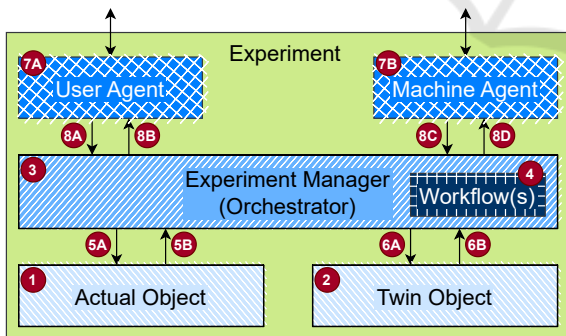 Experiment
7A
User Agent
7B
Machine Agent
8A
8B
8C
8D
3
Experiment Manager
(Orchestrator)
4
Workflow(s)
5A
5B
6A
6B
1
Actual Object
2
Twin Object